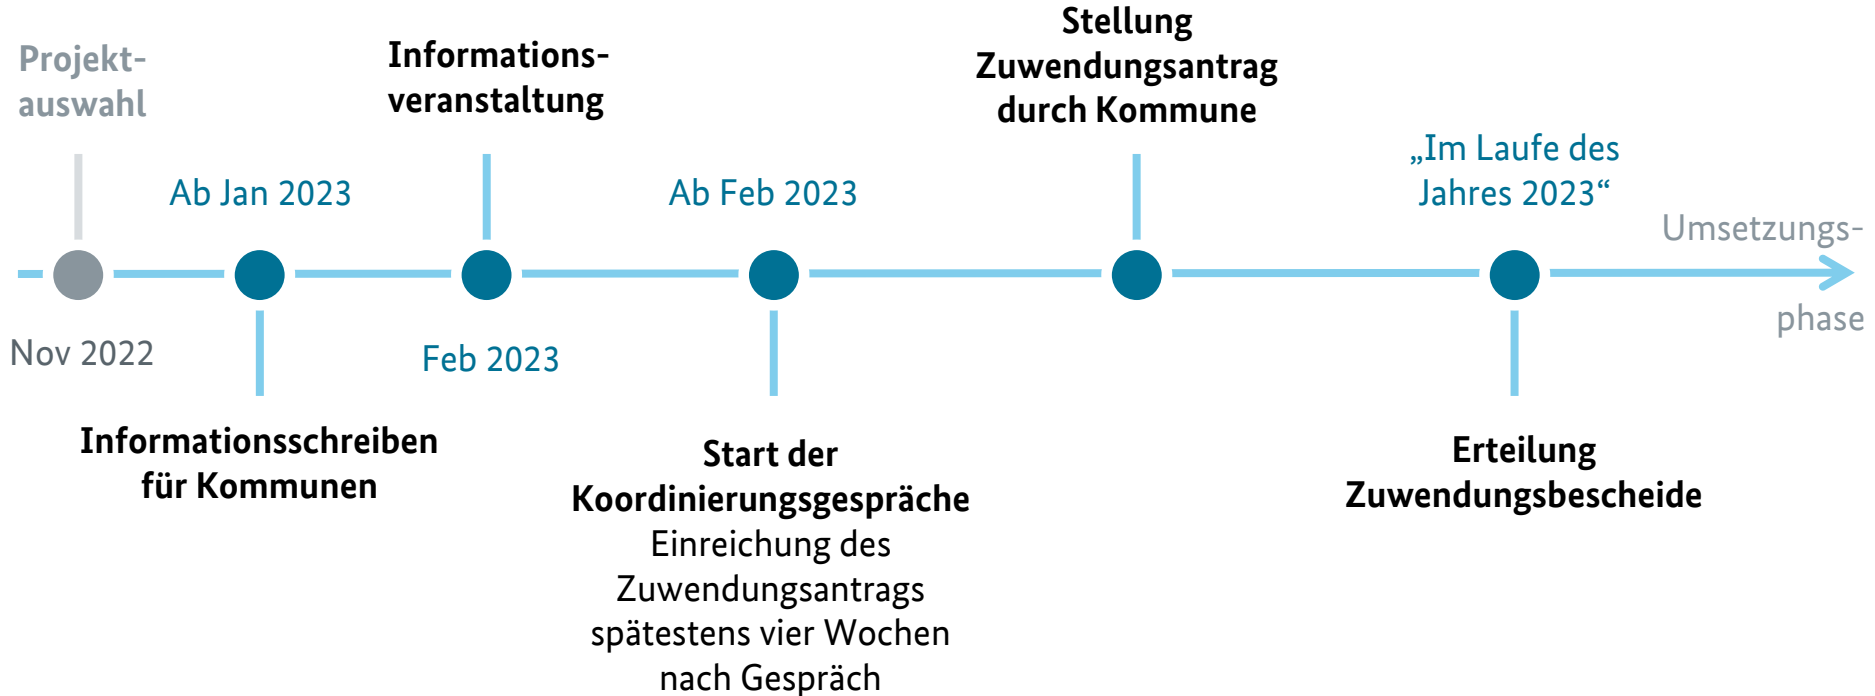 Projekt-
auswahl
Nov 2022
Ab Jan 2023
Informationsschreiben
für Kommunen
Informations-
veranstaltung
Feb 2023
Ab Feb 2023
Start der
Koordinierungsgespräche
Einreichung des
Zuwendungsantrags
spätestens vier Wochen
nach Gespräch
Stellung
Zuwendungsantrag
durch Kommune
„Im Laufe des
Jahres 2023“
Erteilung
Zuwendungsbescheide
Umsetzungs-
phase